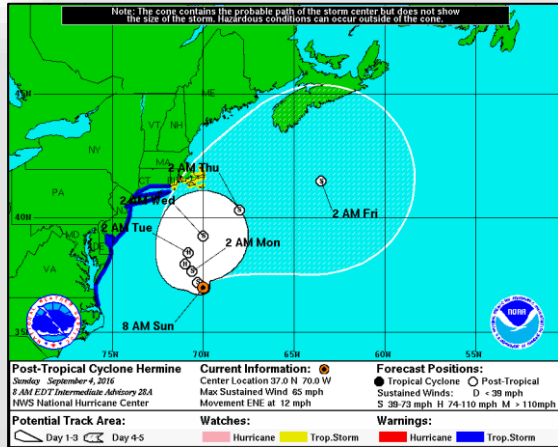 Note: The cone contains the probable path of the storm center but does not show
the size of the storm. Hazardous conditions can occur outside of the cone.
45N
ME
VT
NH
NY
MA
CT
2 AM Thu
PA
2 AM Wed
2 AM Fri
40N
NJ
2 AM Tue
MD
DE
2 AM Mon
VA
8 AM Sun
NOAA
35N
75W
70W
65W
60W
55W
S
S
S
S
H
H
H
Post-Tropical Cyclone Hermine
Sunday September 4, 2016
8 AM EDT Intermediate Advisory 28A
NWS National Hurricane Center
Current Information:
Center Location 37.0 N 70.0 W
Max Sustained Wind 65 mph
Movement ENE at 12 mph
Forecast Positions:
Tropical Cyclone Post-Tropical
Sustained Winds: D < 39 mph
S 39-73 mph H 74-110 mph M > 110mph
Potential Track Area:
Day 1-3 Day 4-5
Watches:
Hurricane Trop.Storm
Warnings:
Hurricane Trop.Storm